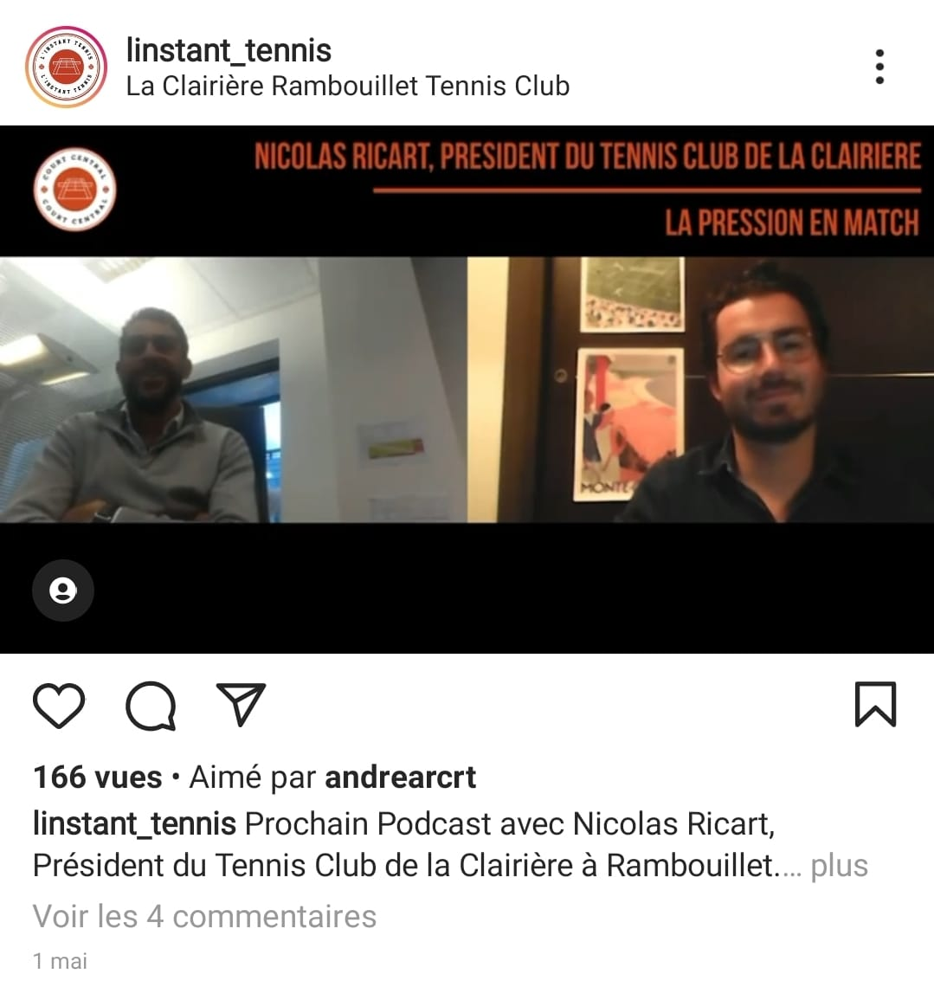 linstant_tennis
La Clairière Rambouillet Tennis Club
L'INSTANT TENNIS
L'INSTANT TENNIS
NICOLAS RICART, PRESIDENT DU TENNIS CLUB DE LA CLAIRIERE
LA PRESSION EN MATCH
COURT CENTRAL
COURT CENTRAL
166 vues • Aimé par andrearcrt
linstant_tennis Prochain Podcast avec Nicolas Ricart,
Président du Tennis Club de la Clairière à Rambouillet.... plus
Voir les 4 commentaires
1 mai